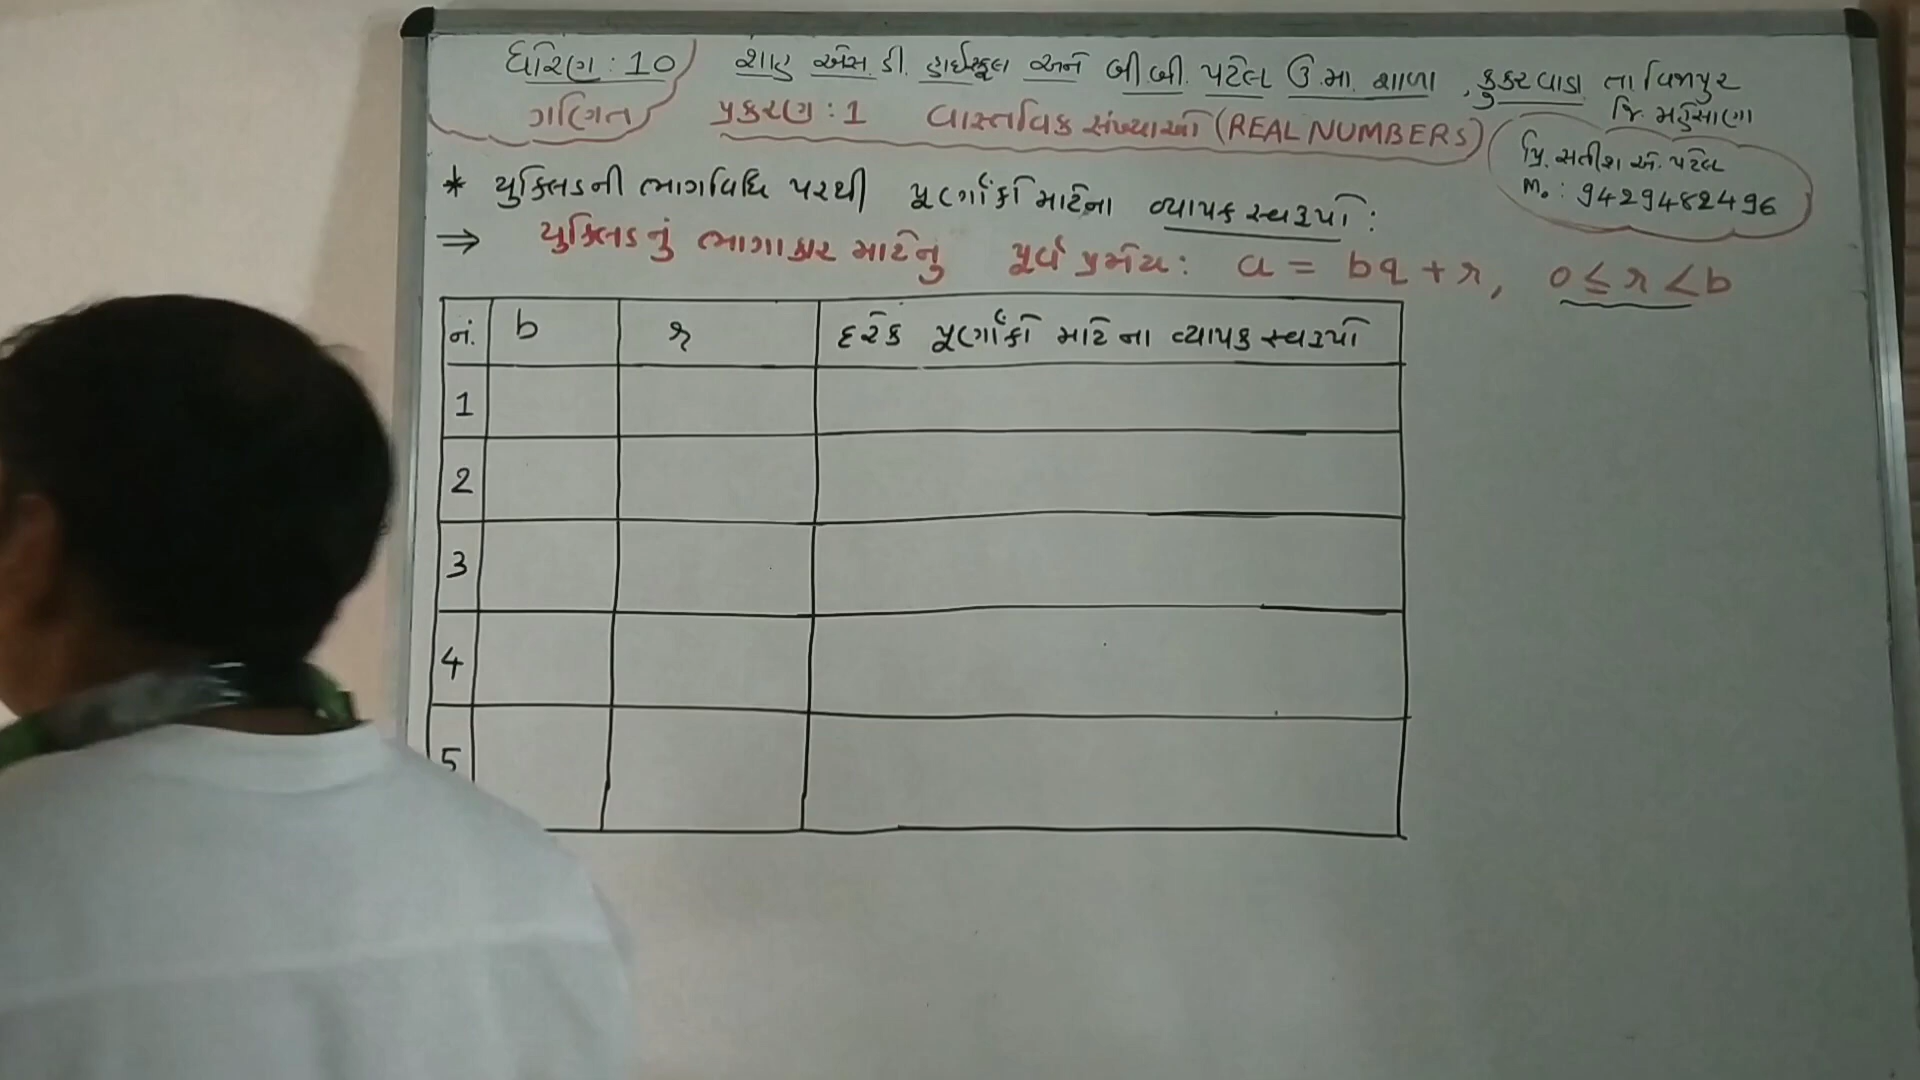 ધોરણ : 10 શાહ એસ. ડી. હાઈસ્કૂલ અને બી.બી. પટેલ ઉ.મા. શાળા , કુકરવાડા તા વિજાપુર
જિ. મહેસાણા
ગણિત પ્રકરણ : 1 વાસ્તવિક સંખ્યાઓ (REAL NUMBERS)
પ્રિ. સતીશ એ. પટેલ
M. : 9429482496
* યુક્લિડની ભાગવિધિ પરથી પૂર્ણાંકો માટેના વ્યાપક સ્વરૂપો :
⇒ યુક્લિડનું ભાગાકાર માટેનું પૂર્વ પ્રમેય : a = bq + r, 0 ≤ r < b
નં. b r દરેક પૂર્ણાંકો માટેના વ્યાપક સ્વરૂપો
1
2
3
4
5